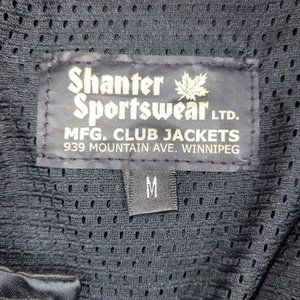 Shanter
Sportswear LTD.
MFG. CLUB JACKETS
939 MOUNTAIN AVE. WINNIPEG
M